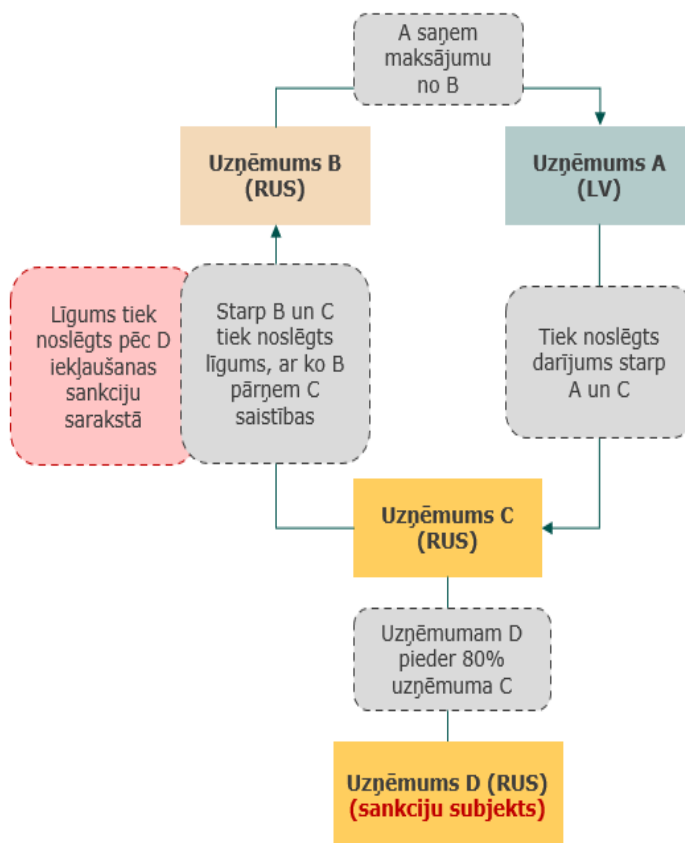 A saņem
maksājumu
no B
Uzņēmums B
(RUS)
Uzņēmums A
(LV)
Līgums tiek
noslēgts pēc D
iekļaušanas
sankciju
sarakstā
Starp B un C
tiek noslēgts
līgums, ar ko B
pārņem C
saistības
Tiek noslēgts
darījums starp
A un C
Uzņēmums C
(RUS)
Uzņēmumam D
pieder 80%
uzņēmuma C
Uzņēmums D (RUS)
(sankciju subjekts)